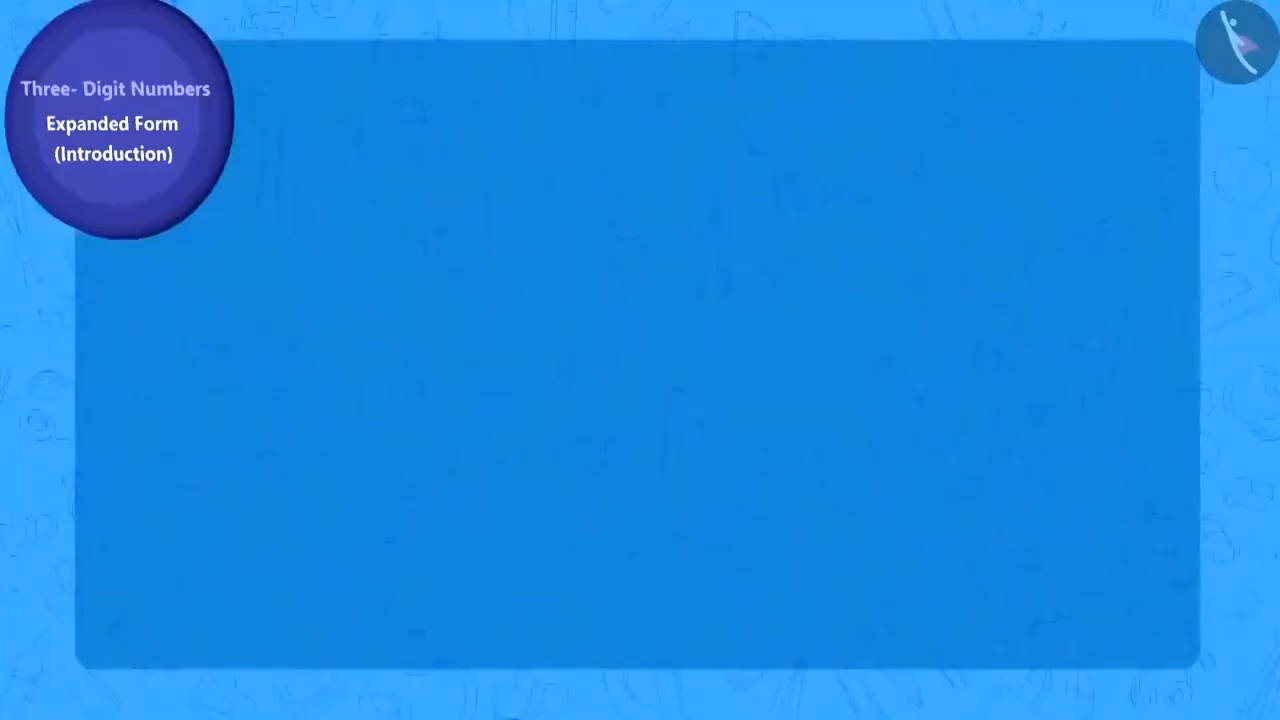 Three- Digit Numbers
Expanded Form
(Introduction)